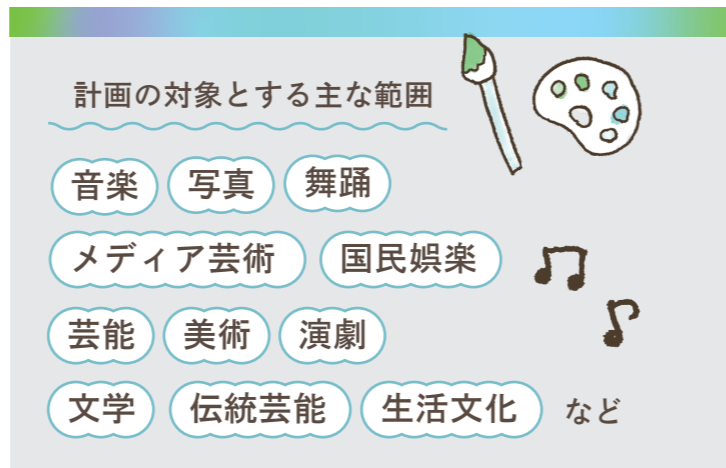 計画の対象とする主な範囲
音楽 写真 舞踊
メディア芸術 国民娯楽
芸能 美術 演劇
文学 伝統芸能 生活文化 など